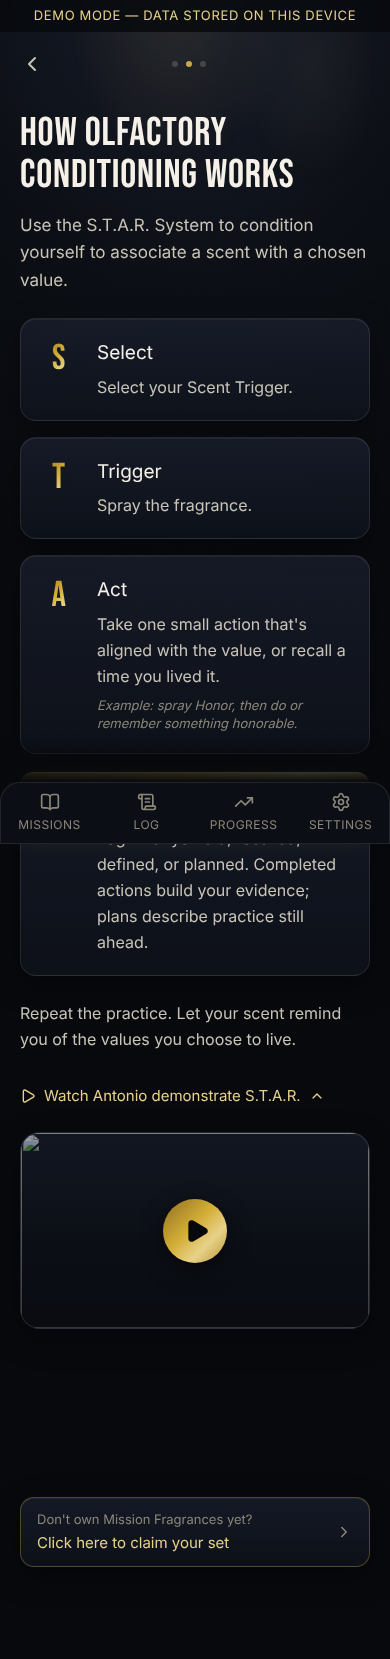 DEMO MODE — DATA STORED ON THIS DEVICE
HOW OLFACTORY
CONDITIONING WORKS
Use the S.T.A.R. System to condition
yourself to associate a scent with a chosen
value.
S
Select
Select your Scent Trigger.
T
Trigger
Spray the fragrance.
A
Act
Take one small action that's
aligned with the value, or recall a
time you lived it.
Example: spray Honor, then do or
remember something honorable.
MISSIONS LOG PROGRESS SETTINGS
defined, or planned. Completed
actions build your evidence;
plans describe practice still
ahead.
Repeat the practice. Let your scent remind
you of the values you choose to live.
Watch Antonio demonstrate S.T.A.R.
Don't own Mission Fragrances yet?
Click here to claim your set